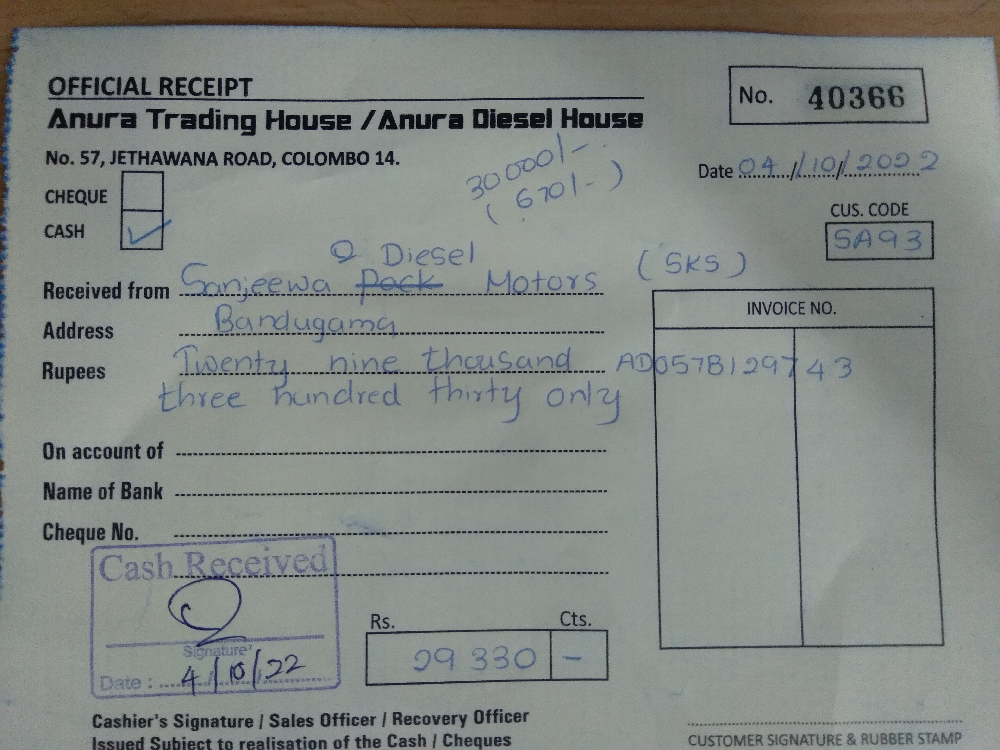 OFFICIAL RECEIPT
No. 40366
Anura Trading House / Anura Diesel House
No. 57, JETHAWANA ROAD, COLOMBO 14.
30000/-
(670/-)
Date 04/10/2022
CHEQUE
CASH
CUS. CODE
SA93
Diesel
Received from Sanjeewa Pock Motors (SKS)
INVOICE NO.
Address Bandugama
Rupees Twenty nine thousand
AD057B129743
three hundred thirty only
On account of
Name of Bank
Cheque No.
Cash Received
Signature
Date : 4/10/22
Rs. Cts.
29 330 -
Cashier's Signature / Sales Officer / Recovery Officer
Issued Subject to realisation of the Cash / Cheques
CUSTOMER SIGNATURE & RUBBER STAMP